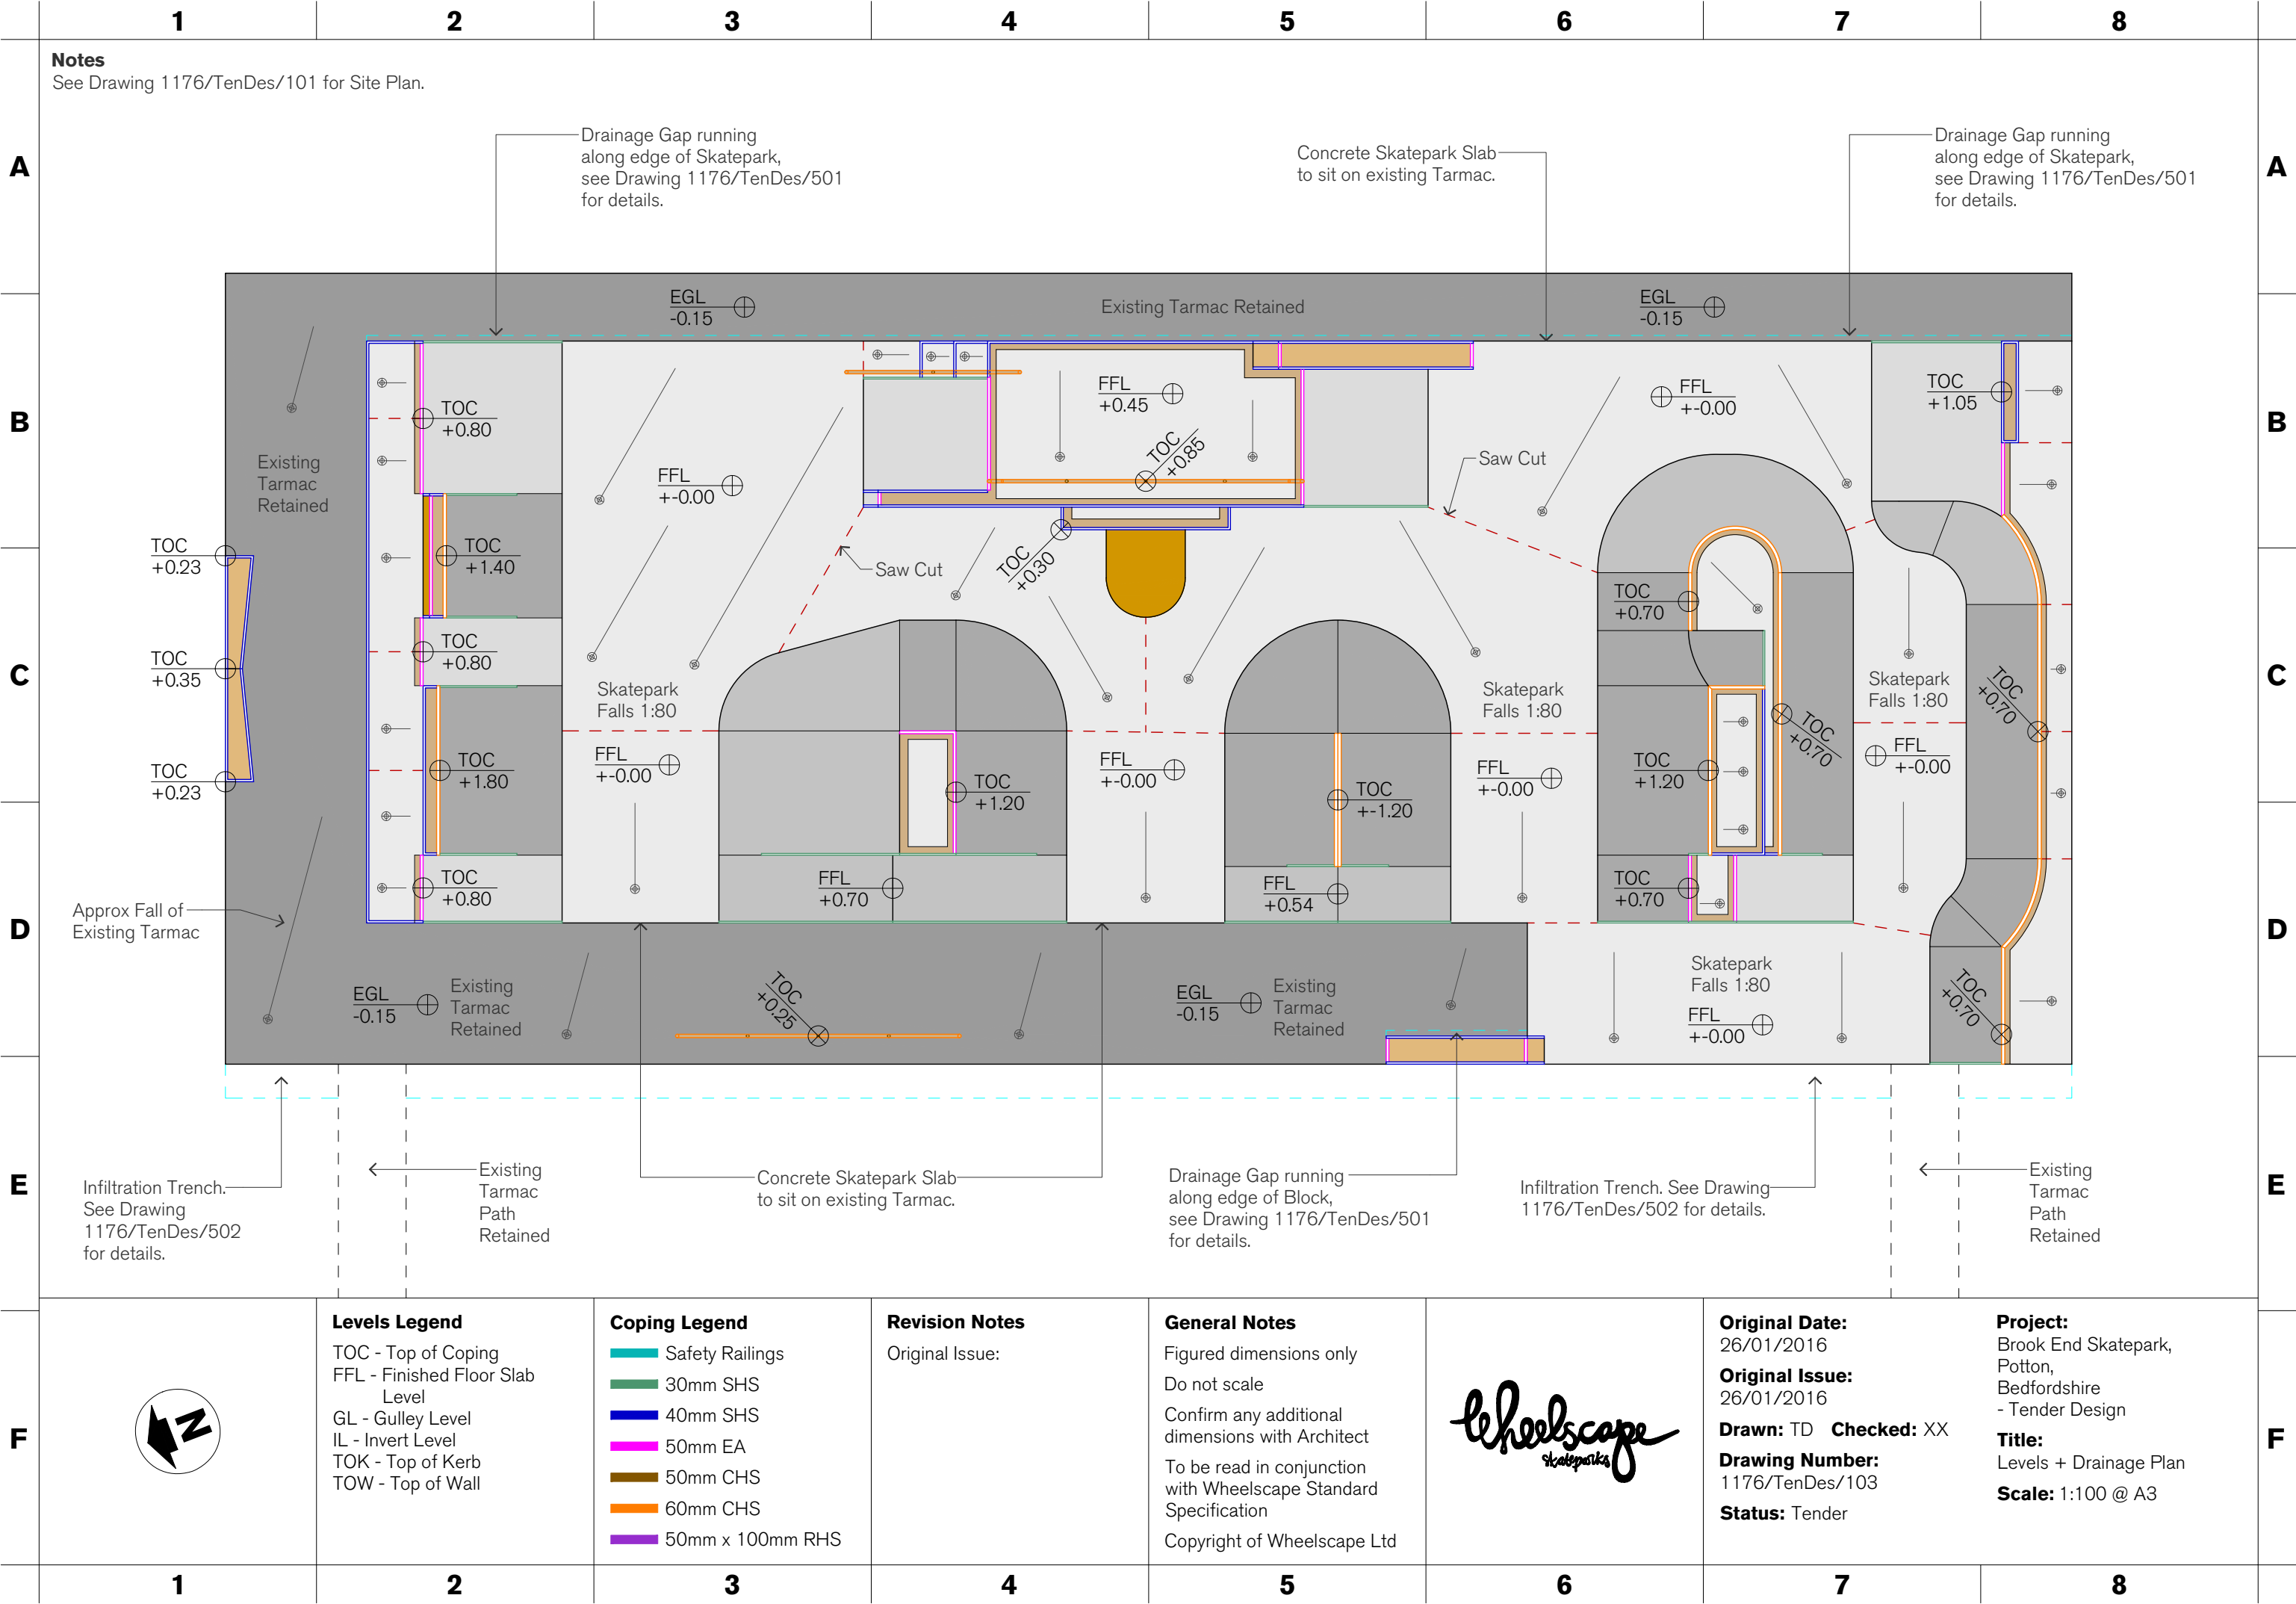 1 2 3 4 5 6 7 8
Notes
See Drawing 1176/TenDes/101 for Site Plan.
A
A
Drainage Gap running
along edge of Skatepark,
see Drawing 1176/TenDes/501
for details.
Concrete Skatepark Slab
to sit on existing Tarmac.
Drainage Gap running
along edge of Skatepark,
see Drawing 1176/TenDes/501
for details.
EGL
-0.15
Existing Tarmac Retained
EGL
-0.15
B
B
TOC
+0.80
FFL
+0.45
FFL
+-0.00
TOC
+1.05
Existing
Tarmac
Retained
FFL
+-0.00
TOC
+0.85
Saw Cut
TOC
+0.23
TOC
+1.40
Saw Cut
TOC
+0.30
TOC
+0.70
C
C
TOC
+0.35
TOC
+0.80
Skatepark
Falls 1:80
Skatepark
Falls 1:80
Skatepark
Falls 1:80
TOC
+0.70
TOC
+0.70
TOC
+0.23
TOC
+1.80
FFL
+-0.00
TOC
+1.20
FFL
+-0.00
TOC
+-1.20
FFL
+-0.00
TOC
+1.20
FFL
+-0.00
D
D
TOC
+0.80
FFL
+0.70
FFL
+0.54
TOC
+0.70
Approx Fall of
Existing Tarmac
EGL
-0.15
Existing
Tarmac
Retained
TOC
+0.25
EGL
-0.15
Existing
Tarmac
Retained
Skatepark
Falls 1:80
FFL
+-0.00
TOC
+0.70
E
E
Infiltration Trench.
See Drawing
1176/TenDes/502
for details.
Existing
Tarmac
Path
Retained
Concrete Skatepark Slab
to sit on existing Tarmac.
Drainage Gap running
along edge of Block,
see Drawing 1176/TenDes/501
for details.
Infiltration Trench. See Drawing
1176/TenDes/502 for details.
Existing
Tarmac
Path
Retained
F
F
N
Levels Legend
TOC - Top of Coping
FFL - Finished Floor Slab
Level
GL - Gulley Level
IL - Invert Level
TOK - Top of Kerb
TOW - Top of Wall
Coping Legend
Safety Railings
30mm SHS
40mm SHS
50mm EA
50mm CHS
60mm CHS
50mm x 100mm RHS
Revision Notes
Original Issue:
General Notes
Figured dimensions only
Do not scale
Confirm any additional
dimensions with Architect
To be read in conjunction
with Wheelscape Standard
Specification
Copyright of Wheelscape Ltd
Wheelscape
skateparks
Original Date:
26/01/2016
Original Issue:
26/01/2016
Drawn: TD Checked: XX
Drawing Number:
1176/TenDes/103
Status: Tender
Project:
Brook End Skatepark,
Potton,
Bedfordshire
- Tender Design
Title:
Levels + Drainage Plan
Scale: 1:100 @ A3
1 2 3 4 5 6 7 8